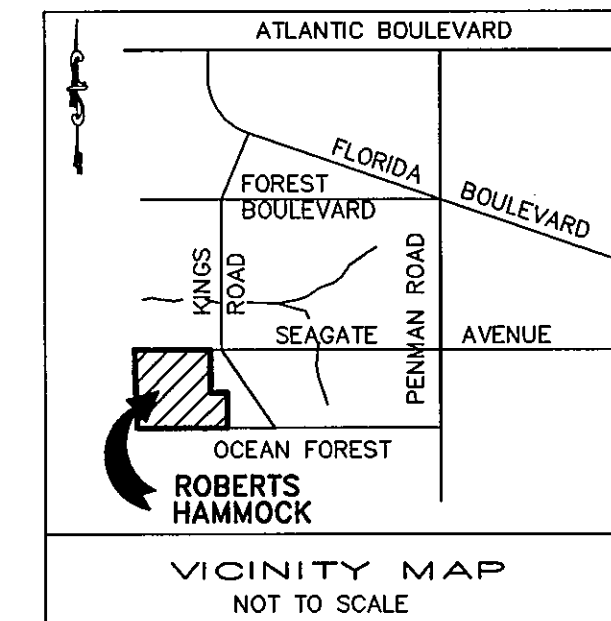 ATLANTIC BOULEVARD
FLORIDA
BOULEVARD
FOREST
BOULEVARD
KINGS
ROAD
PENMAN ROAD
SEAGATE
AVENUE
OCEAN FOREST
ROBERTS
HAMMOCK
VICINITY MAP
NOT TO SCALE